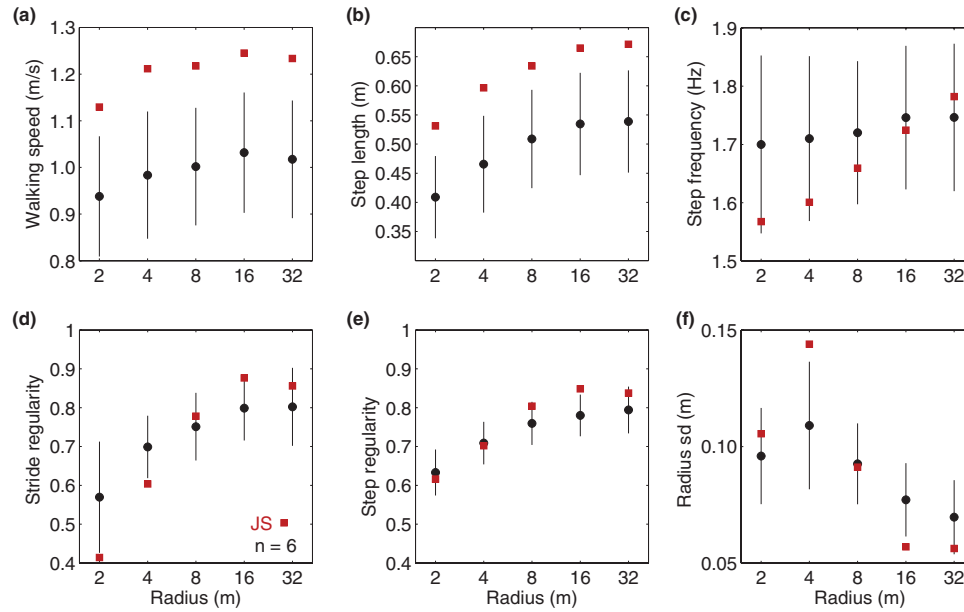 (a)
Walking speed (m/s)
1.3
1.2
1.1
1.0
0.9
0.8
2 4 8 16 32
(b)
Step length (m)
0.65
0.60
0.55
0.50
0.45
0.40
0.35
2 4 8 16 32
(c)
Step frequency (Hz)
1.9
1.8
1.7
1.6
1.5
2 4 8 16 32
(d)
Stride regularity
1
0.9
0.8
0.7
0.6
0.5
0.4
JS
n = 6
2 4 8 16 32
Radius (m)
(e)
Step regularity
1
0.9
0.8
0.7
0.6
0.5
0.4
2 4 8 16 32
Radius (m)
(f)
Radius sd (m)
0.15
0.10
0.05
2 4 8 16 32
Radius (m)